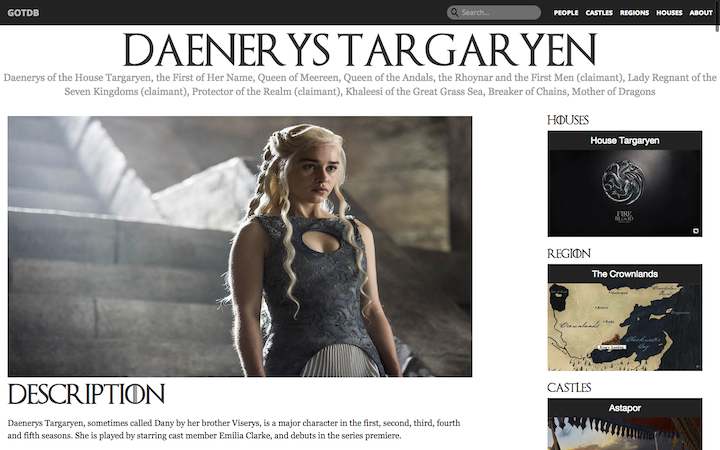 GOTDB
Search...
PEOPLE CASTLES REGIONS HOUSES ABOUT
DAENERYS TARGARYEN
Daenerys of the House Targaryen, the First of Her Name, Queen of Meereen, Queen of the Andals, the Rhoynar and the First Men (claimant), Lady Regnant of the
Seven Kingdoms (claimant), Protector of the Realm (claimant), Khaleesi of the Great Grass Sea, Breaker of Chains, Mother of Dragons
DESCRIPTION
Daenerys Targaryen, sometimes called Dany by her brother Viserys, is a major character in the first, second, third, fourth
and fifth seasons. She is played by starring cast member Emilia Clarke, and debuts in the series premiere.
HOUSES
House Targaryen
FIRE
BLOOD
REGION
The Crownlands
Crownlands
Blackwater
Bay
King's Landing
CASTLES
Astapor